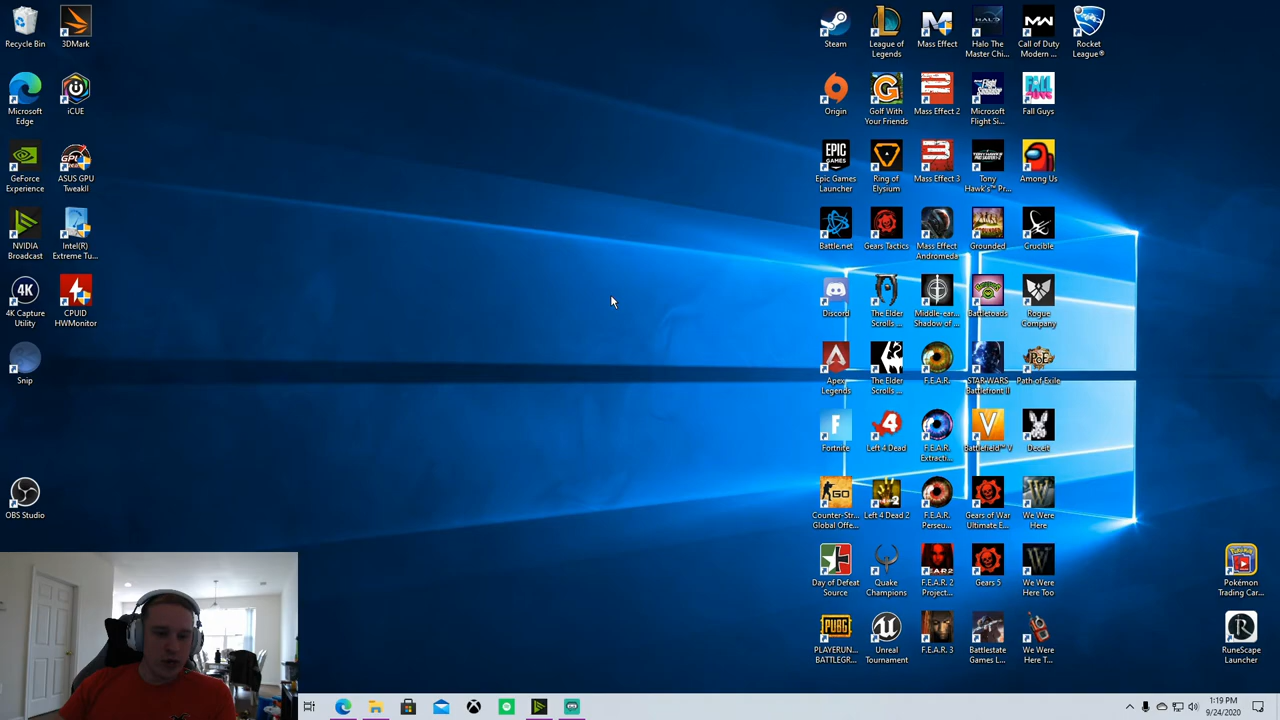 Recycle Bin
3DMark
Microsoft
Edge
iCUE
GeForce
Experience
ASUS GPU
TweakII
NVIDIA
Broadcast
Intel(R)
Extreme Tu...
4K
4K Capture
Utility
CPUID
HWMonitor
Snip
OBS Studio
Steam
League of
Legends
Mass Effect
Halo The
Master Chi...
Call of Duty
Modern ...
Rocket
League®
Origin
Golf With
Your Friends
Mass Effect 2
Microsoft
Flight Si...
Fall Guys
EPIC
GAMES
Epic Games
Launcher
Ring of
Elysium
Mass Effect 3
Tony
Hawk's™ Pr...
Among Us
Battle.net
Gears Tactics
Mass Effect
Andromeda
Grounded
Crucible
Discord
The Elder
Scrolls ...
Middle-ear...
Shadow of ...
Battletoads
Rogue
Company
Apex
Legends
The Elder
Scrolls ...
F.E.A.R.
STAR WARS
Battlefront II
Path of Exile
Fortnite
Left 4 Dead
F.E.A.R.
Extracti...
Battlefield™ V
Deceit
GO
Counter-Str...
Global Offe...
Left 4 Dead 2
F.E.A.R.
Perseu...
Gears of War
Ultimate E...
We Were
Here
Day of Defeat
Source
Quake
Champions
F.E.A.R. 2
Project...
Gears 5
We Were
Here Too
PUBG
PLAYERUN...
BATTLEGR...
Unreal
Tournament
F.E.A.R. 3
Battlestate
Games L...
We Were
Here T...
Pokémon
Trading Car...
RuneScape
Launcher
1:19 PM
9/24/2020